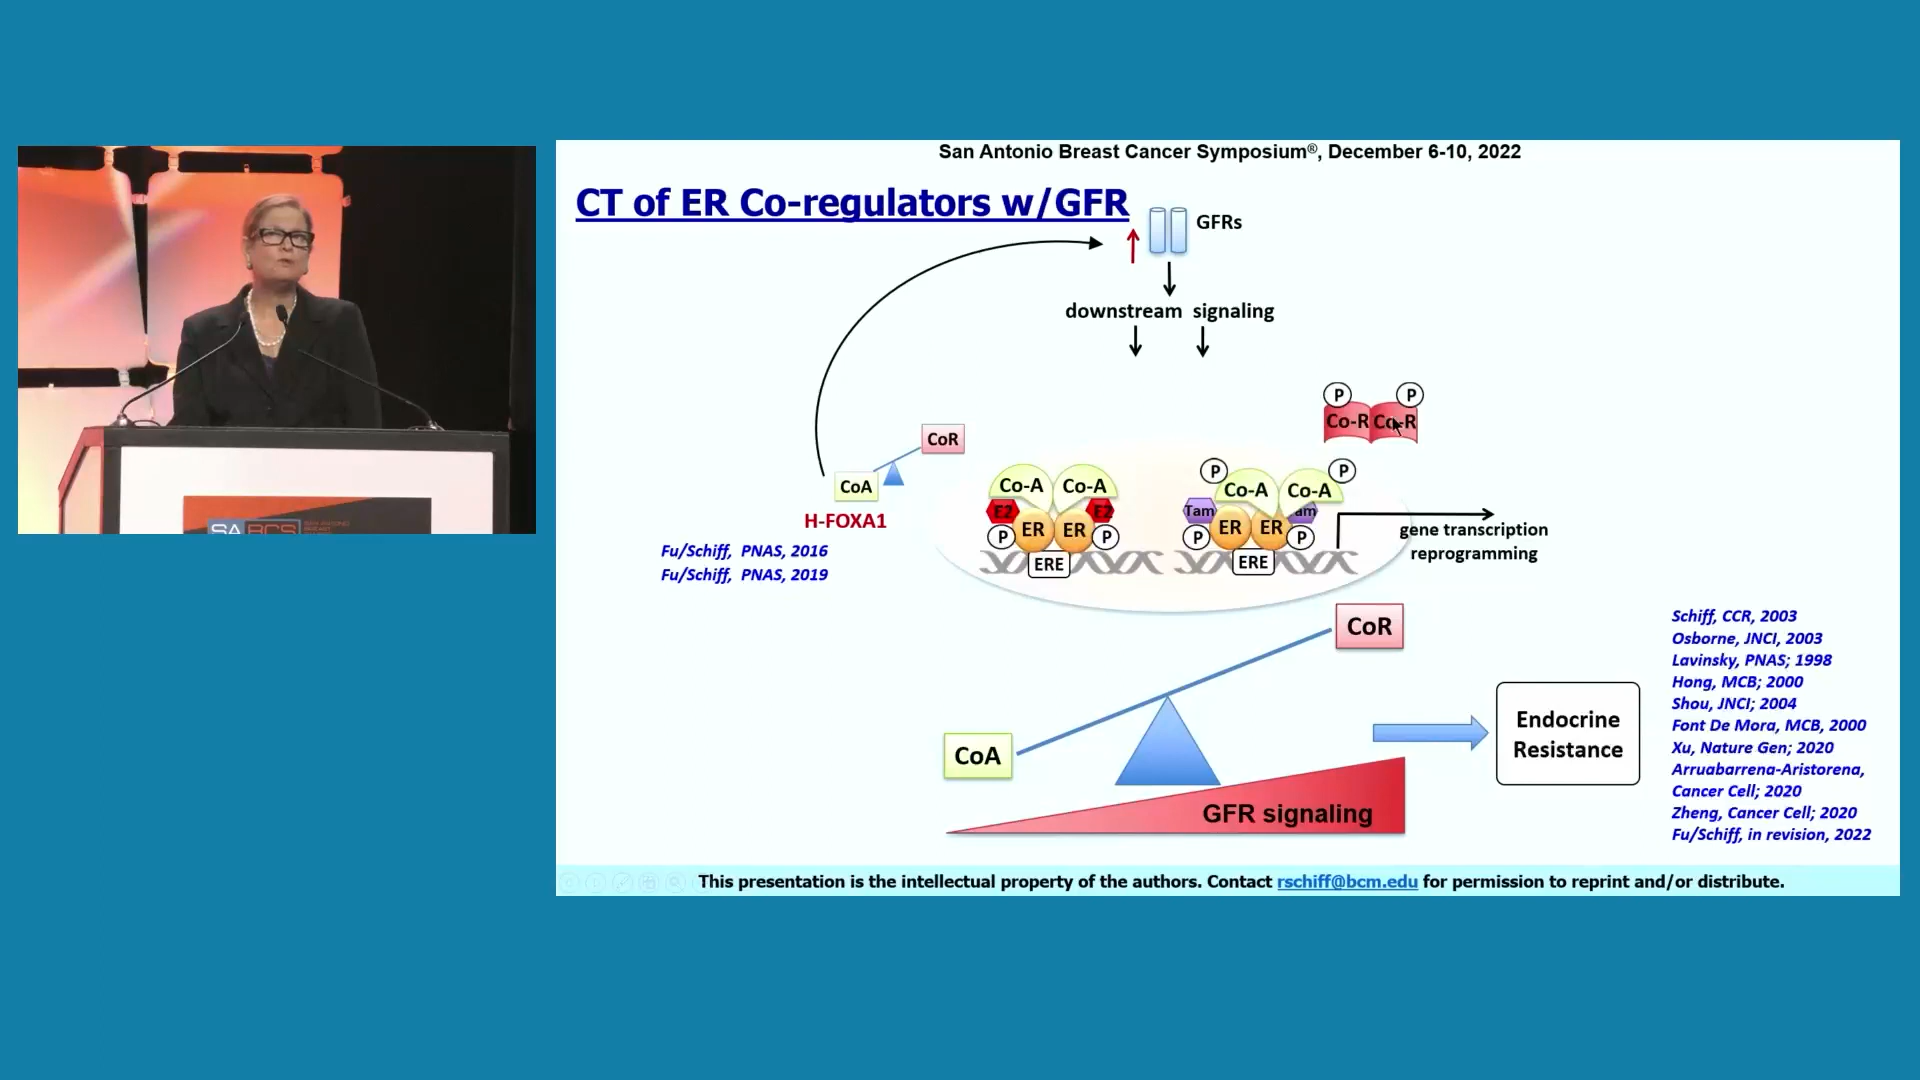 San Antonio Breast Cancer Symposium®, December 6-10, 2022
CT of ER Co-regulators w/GFR
GFRs
downstream signaling
P P
Co-R Co-R
CoR
CoA
H-FOXA1
Fu/Schiff, PNAS, 2016
Fu/Schiff, PNAS, 2019
Co-A Co-A
E2 E2
ER ER
P P
ERE
P P
Co-A Co-A
Tam am
ER ER
P P
ERE
gene transcription
reprogramming
CoR
CoA
GFR signaling
Endocrine
Resistance
Schiff, CCR, 2003
Osborne, JNCI, 2003
Lavinsky, PNAS; 1998
Hong, MCB; 2000
Shou, JNCI; 2004
Font De Mora, MCB, 2000
Xu, Nature Gen; 2020
Arruabarrena-Aristorena,
Cancer Cell; 2020
Zheng, Cancer Cell; 2020
Fu/Schiff, in revision, 2022
This presentation is the intellectual property of the authors. Contact rschiff@bcm.edu for permission to reprint and/or distribute.
SABCS